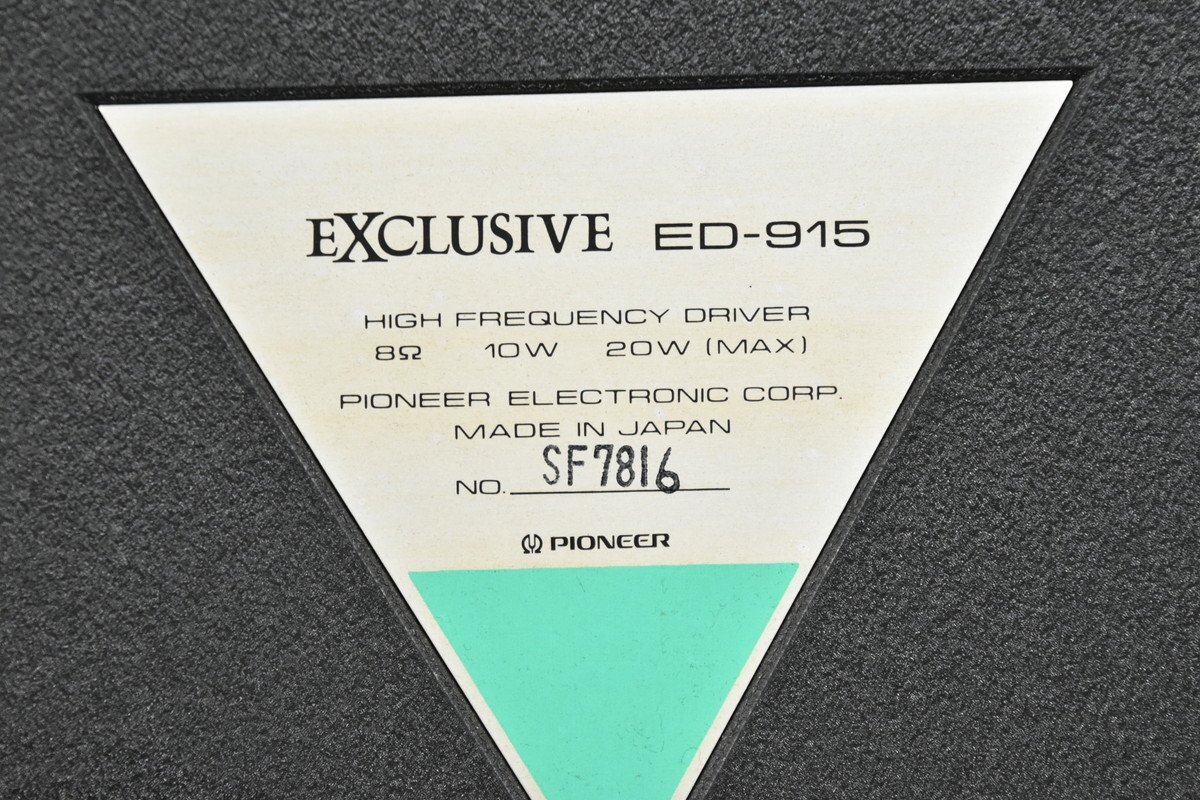 EXCLUSIVE ED-915
HIGH FREQUENCY DRIVER
8Ω 10W 20W (MAX)
PIONEER ELECTRONIC CORP.
MADE IN JAPAN
NO. SF7816
PIONEER